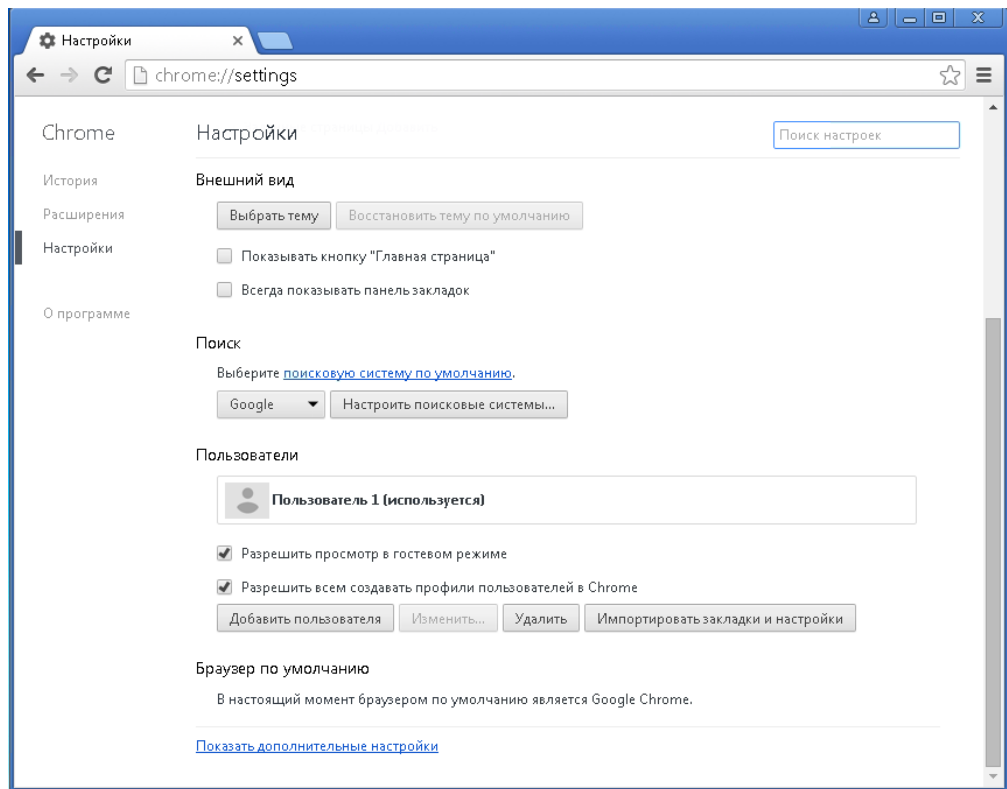 Настройки
chrome://settings
Chrome
Настройки
Поиск настроек
История
Расширения
Настройки
О программе
Внешний вид
Выбрать тему Восстановить тему по умолчанию
Показывать кнопку "Главная страница"
Всегда показывать панель закладок
Поиск
Выберите поисковую систему по умолчанию.
Google Настроить поисковые системы...
Пользователи
Пользователь 1 (используется)
Разрешить просмотр в гостевом режиме
Разрешить всем создавать профили пользователей в Chrome
Добавить пользователя Изменить... Удалить Импортировать закладки и настройки
Браузер по умолчанию
В настоящий момент браузером по умолчанию является Google Chrome.
Показать дополнительные настройки